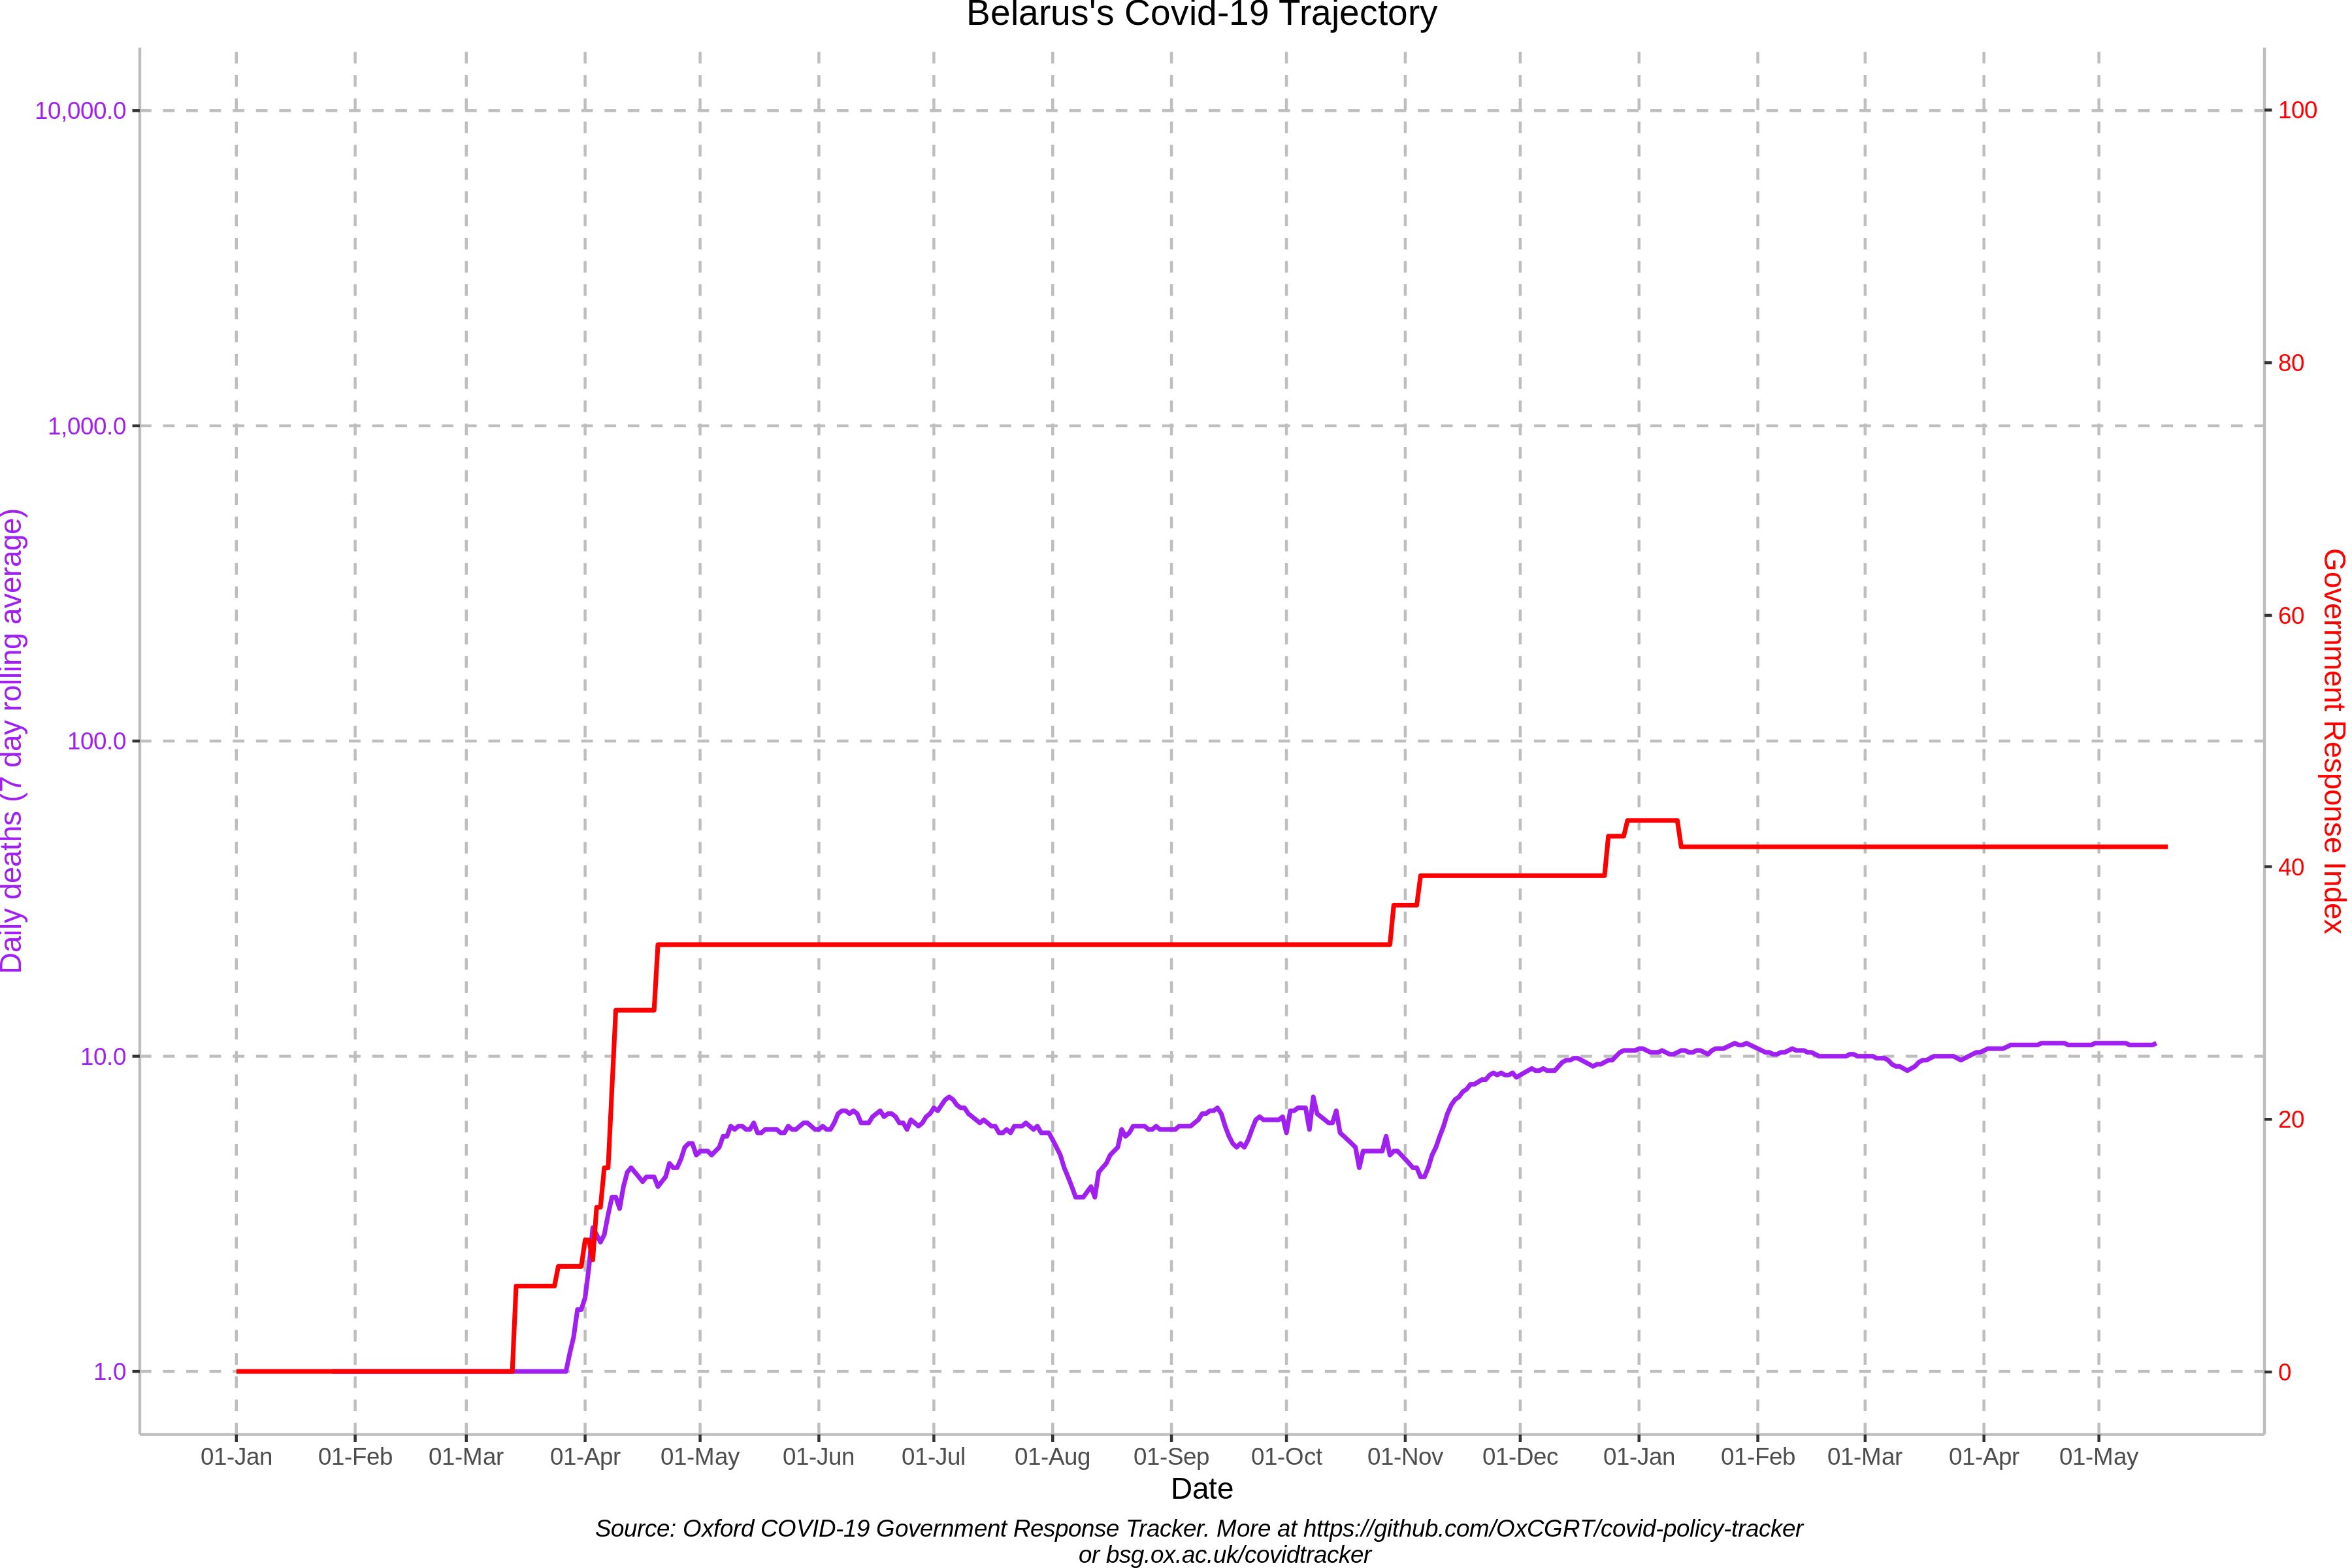 Belarus's Covid-19 Trajectory
10,000.0
1,000.0
100.0
10.0
1.0
Daily deaths (7 day rolling average)
100
80
60
40
20
0
Government Response Index
01-Jan 01-Feb 01-Mar 01-Apr 01-May 01-Jun 01-Jul 01-Aug 01-Sep 01-Oct 01-Nov 01-Dec 01-Jan 01-Feb 01-Mar 01-Apr 01-May
Date
Source: Oxford COVID-19 Government Response Tracker. More at https://github.com/OxCGRT/covid-policy-tracker
or bsg.ox.ac.uk/covidtracker